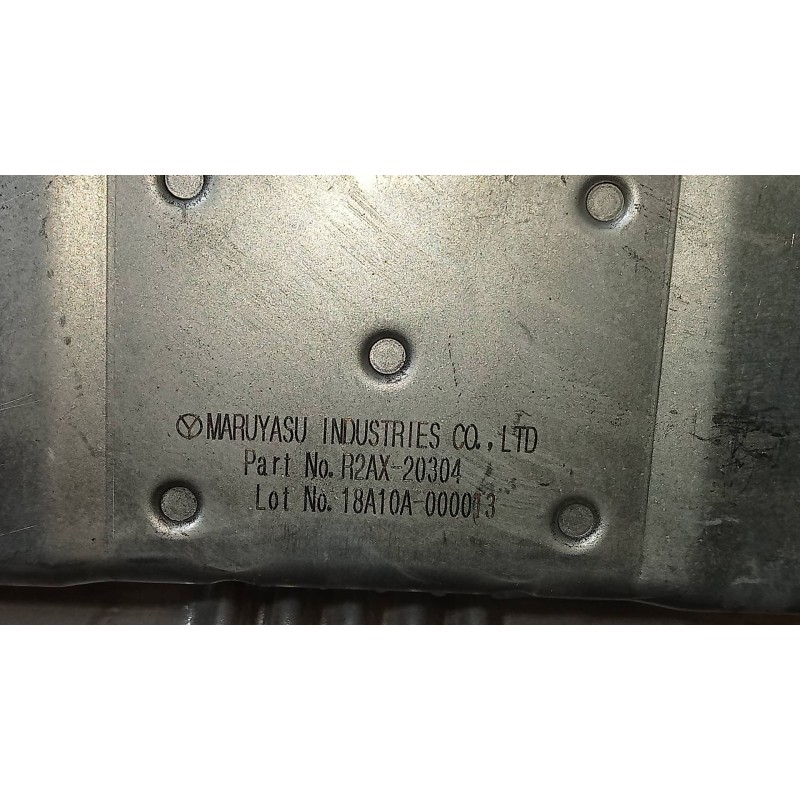 MARUYASU INDUSTRIES CO.,LTD
Part No.R2AX-20304
Lot No.18A10A-000013